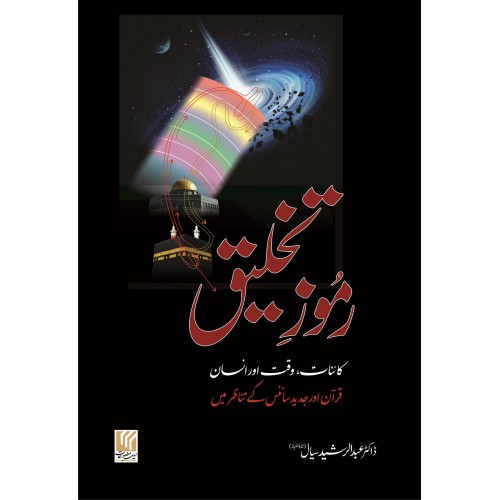 رموزِ تخلیق
کائنات، وقت اور انسان
قرآن اور جدید سائنس کے تناظر میں
ڈاکٹر عبدالرشید سیال